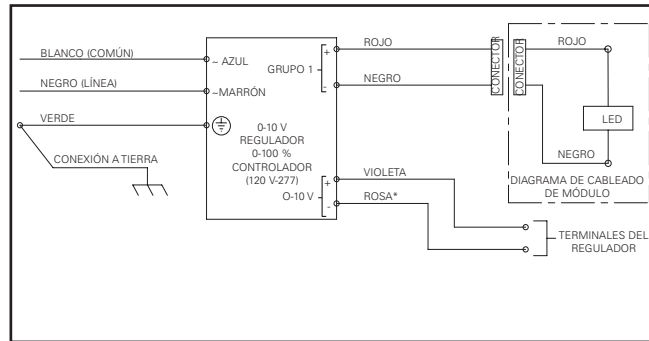 BLANCO (COMÚN)
NEGRO (LÍNEA)
VERDE
CONEXIÓN A TIERRA
~ AZUL
GRUPO 1
+
-
~MARRÓN
0-10 V
REGULADOR
0-100 %
CONTROLADOR
(120 V-277)
O-10 V
+
-
ROJO
NEGRO
VIOLETA
ROSA*
CONECTOR
CONECTOR
ROJO
LED
NEGRO
DIAGRAMA DE CABLEADO
DE MÓDULO
TERMINALES DEL
REGULADOR